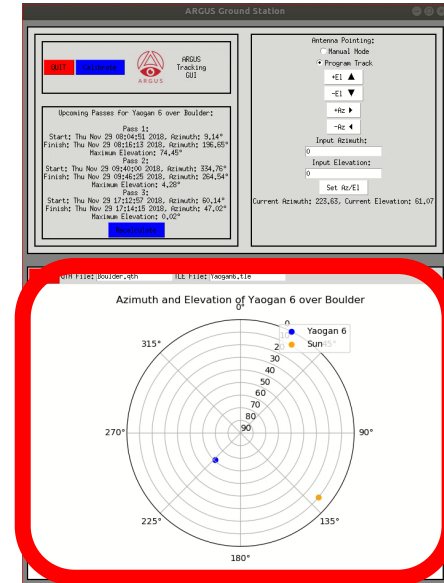 ARGUS Ground Station
QUIT
Calibrate
ARGUS
ARGUS
Tracking
GUI
Upcoming Passes for Yaogan 6 over Boulder:
Pass 1:
Start: Thu Nov 29 08:04:51 2018, Azimuth: 9,14°
Finish: Thu Nov 29 08:16:13 2018, Azimuth: 196,65°
Maximum Elevation: 74,45°
Pass 2:
Start: Thu Nov 29 09:40:00 2018, Azimuth: 334,76°
Finish: Thu Nov 29 09:46:25 2018, Azimuth: 264,54°
Maximum Elevation: 4,28°
Pass 3:
Start: Thu Nov 29 17:12:57 2018, Azimuth: 60,14°
Finish: Thu Nov 29 17:14:15 2018, Azimuth: 47,02°
Maximum Elevation: 0,02°
Recalculate
Antenna Pointing:
Manual Mode
Program Track
+El ▲
-El ▼
+Az ▶
-Az ◀
Input Azimuth:
0
Input Elevation:
0
Set Az/El
Current Azimuth: 223,63, Current Elevation: 61,07
QTH File: Boulder.qth TLE File: Yaogan6.tle
Azimuth and Elevation of Yaogan 6 over Boulder
0°
45°
90°
135°
180°
225°
270°
315°
0
10
20
30
40
50
60
70
80
90
Yaogan 6
Sun